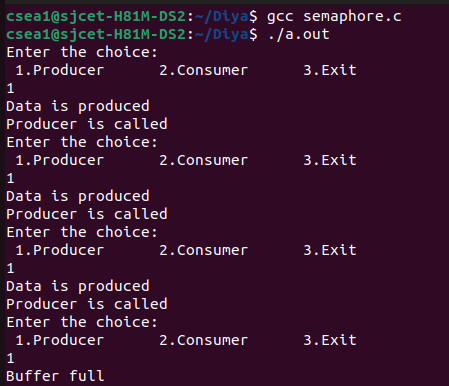 csea1@sjcet-H81M-DS2:~/Diya$ gcc semaphore.c
csea1@sjcet-H81M-DS2:~/Diya$ ./a.out
Enter the choice:
 1.Producer      2.Consumer      3.Exit
1
Data is produced
Producer is called
Enter the choice:
 1.Producer      2.Consumer      3.Exit
1
Data is produced
Producer is called
Enter the choice:
 1.Producer      2.Consumer      3.Exit
1
Data is produced
Producer is called
Enter the choice:
 1.Producer      2.Consumer      3.Exit
1
Buffer full